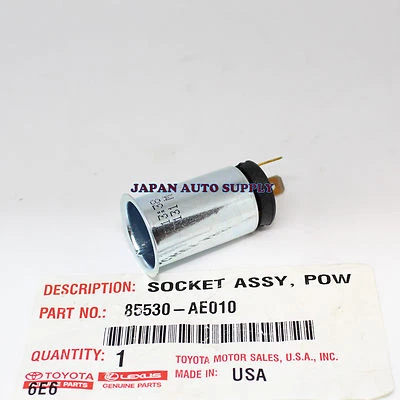 JAPAN AUTO SUPPLY
DESCRIPTION: SOCKET ASSY, POW
PART NO.: 85530-AE010
QUANTITY: 1
TOYOTA MOTOR SALES, U.S.A., INC.
TOYOTA LEXUS
GENUINE PARTS
MADE IN USA
6E6